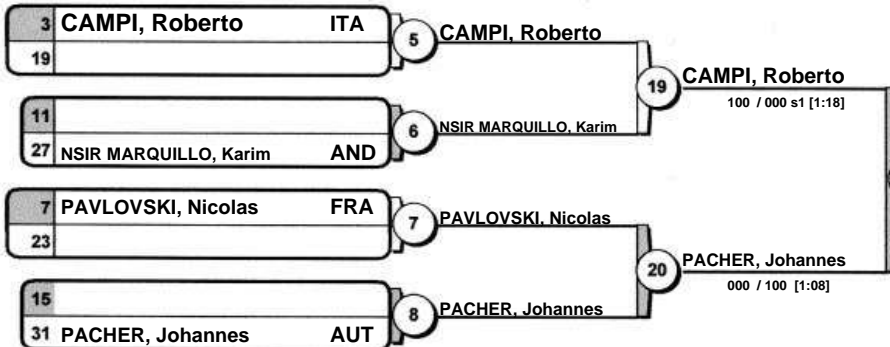 3 CAMPI, Roberto ITA
19
5 CAMPI, Roberto
11
27 NSIR MARQUILLO, Karim AND
6 NSIR MARQUILLO, Karim
19 CAMPI, Roberto
100 / 000 s1 [1:18]
7 PAVLOVSKI, Nicolas FRA
23
7 PAVLOVSKI, Nicolas
15
31 PACHER, Johannes AUT
8 PACHER, Johannes
20 PACHER, Johannes
000 / 100 [1:08]